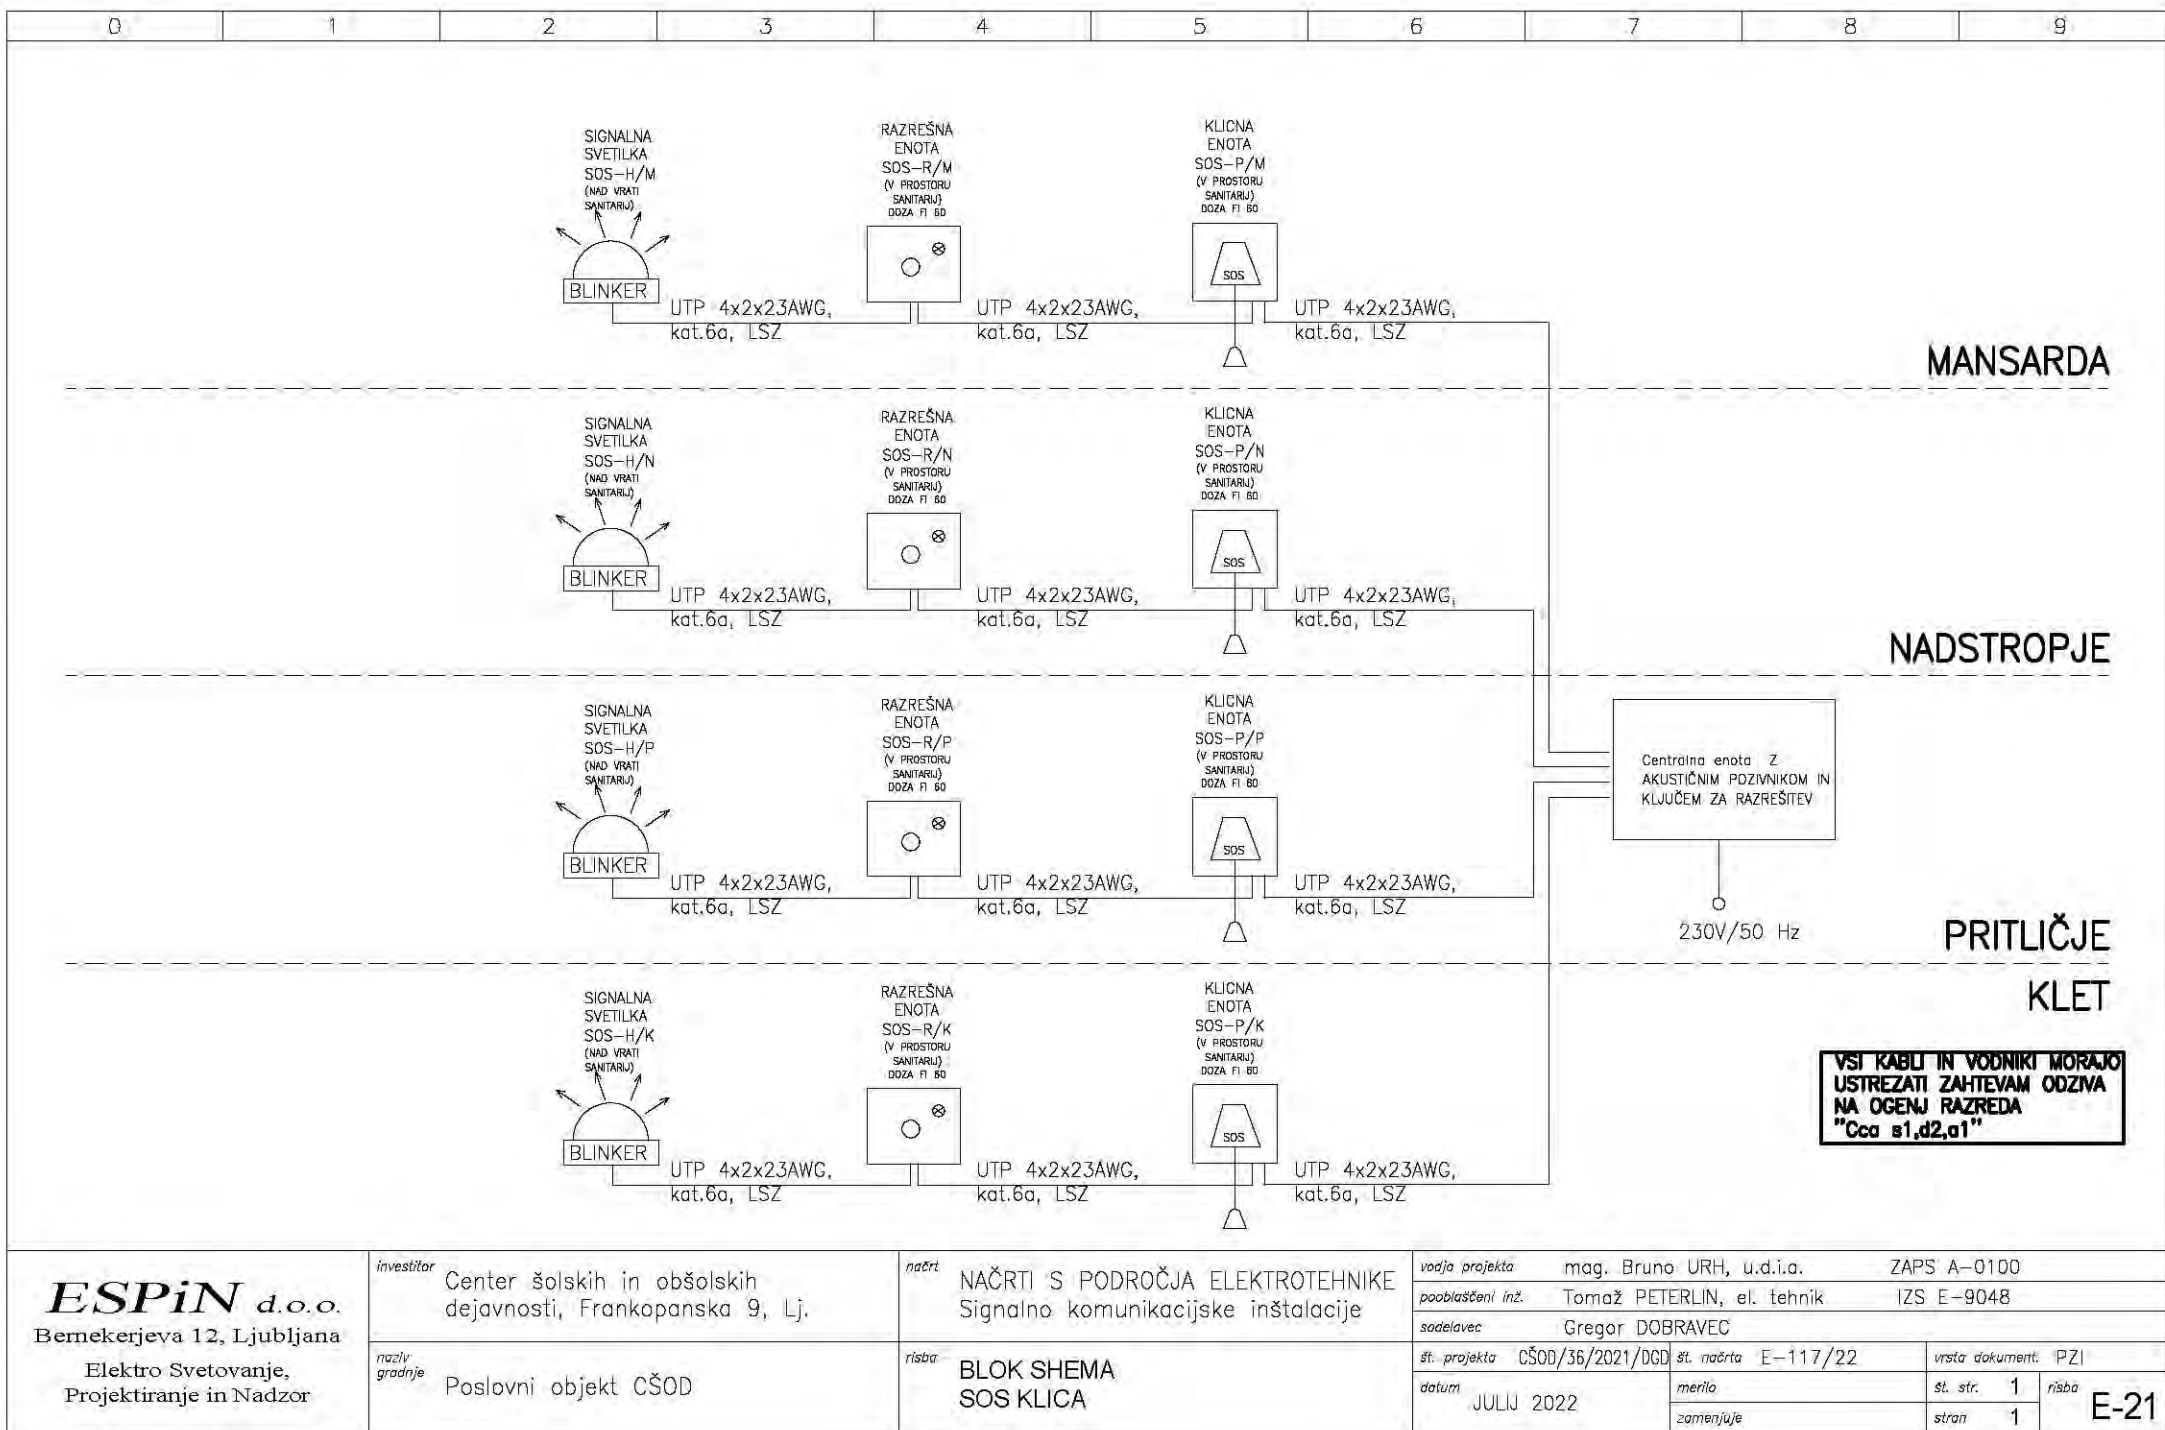 0 1 2 3 4 5 6 7 8 9
SIGNALNA
SVETILKA
SOS-H/M
(NAD VRATI
SANITARIJ)
BLINKER
RAZREŠNA
ENOTA
SOS-R/M
(V PROSTORU
SANITARIJ)
DOZA FI 60
KLICNA
ENOTA
SOS-P/M
(V PROSTORU
SANITARIJ)
DOZA FI 60
SOS
UTP 4x2x23AWG,
kat.6a, LSZ
UTP 4x2x23AWG,
kat.6a, LSZ
UTP 4x2x23AWG,
kat.6a, LSZ
MANSARDA
SIGNALNA
SVETILKA
SOS-H/N
(NAD VRATI
SANITARIJ)
BLINKER
RAZREŠNA
ENOTA
SOS-R/N
(V PROSTORU
SANITARIJ)
DOZA FI 60
KLICNA
ENOTA
SOS-P/N
(V PROSTORU
SANITARIJ)
DOZA FI 60
SOS
UTP 4x2x23AWG,
kat.6a, LSZ
UTP 4x2x23AWG,
kat.6a, LSZ
UTP 4x2x23AWG,
kat.6a, LSZ
NADSTROPJE
SIGNALNA
SVETILKA
SOS-H/P
(NAD VRATI
SANITARIJ)
BLINKER
RAZREŠNA
ENOTA
SOS-R/P
(V PROSTORU
SANITARIJ)
DOZA FI 60
KLICNA
ENOTA
SOS-P/P
(V PROSTORU
SANITARIJ)
DOZA FI 60
SOS
UTP 4x2x23AWG,
kat.6a, LSZ
UTP 4x2x23AWG,
kat.6a, LSZ
UTP 4x2x23AWG,
kat.6a, LSZ
Centralna enota Z
AKUSTIČNIM POZIVNIKOM IN
KLJUČEM ZA RAZREŠITEV
230V/50 Hz
PRITLIČJE
KLET
SIGNALNA
SVETILKA
SOS-H/K
(NAD VRATI
SANITARIJ)
BLINKER
RAZREŠNA
ENOTA
SOS-R/K
(V PROSTORU
SANITARIJ)
DOZA FI 60
KLICNA
ENOTA
SOS-P/K
(V PROSTORU
SANITARIJ)
DOZA FI 60
SOS
UTP 4x2x23AWG,
kat.6a, LSZ
UTP 4x2x23AWG,
kat.6a, LSZ
UTP 4x2x23AWG,
kat.6a, LSZ
VSI KABLI IN VODNIKI MORAJO
USTREZATI ZAHTEVAM ODZIVA
NA OGENJ RAZREDA
"Cca s1,d2,a1"
ESPiN d.o.o.
Bernekerjeva 12, Ljubljana
Elektro Svetovanje,
Projektiranje in Nadzor
investitor
Center šolskih in obšolskih
dejavnosti, Frankopanska 9, Lj.
naziv
gradnje
Poslovni objekt CŠOD
načrt
NAČRTI S PODROČJA ELEKTROTEHNIKE
Signalno komunikacijske inštalacije
risba
BLOK SHEMA
SOS KLICA
vodja projekta mag. Bruno URH, u.d.i.a. ZAPS A-0100
pooblaščeni inž. Tomaž PETERLIN, el. tehnik IZS E-9048
sodelavec Gregor DOBRAVEC
št. projekta CŠOD/36/2021/DGD št. načrta E-117/22 vrsta dokument. PZI
datum JULIJ 2022
merilo
zamenjuje
št. str. 1
stran 1
risba E-21